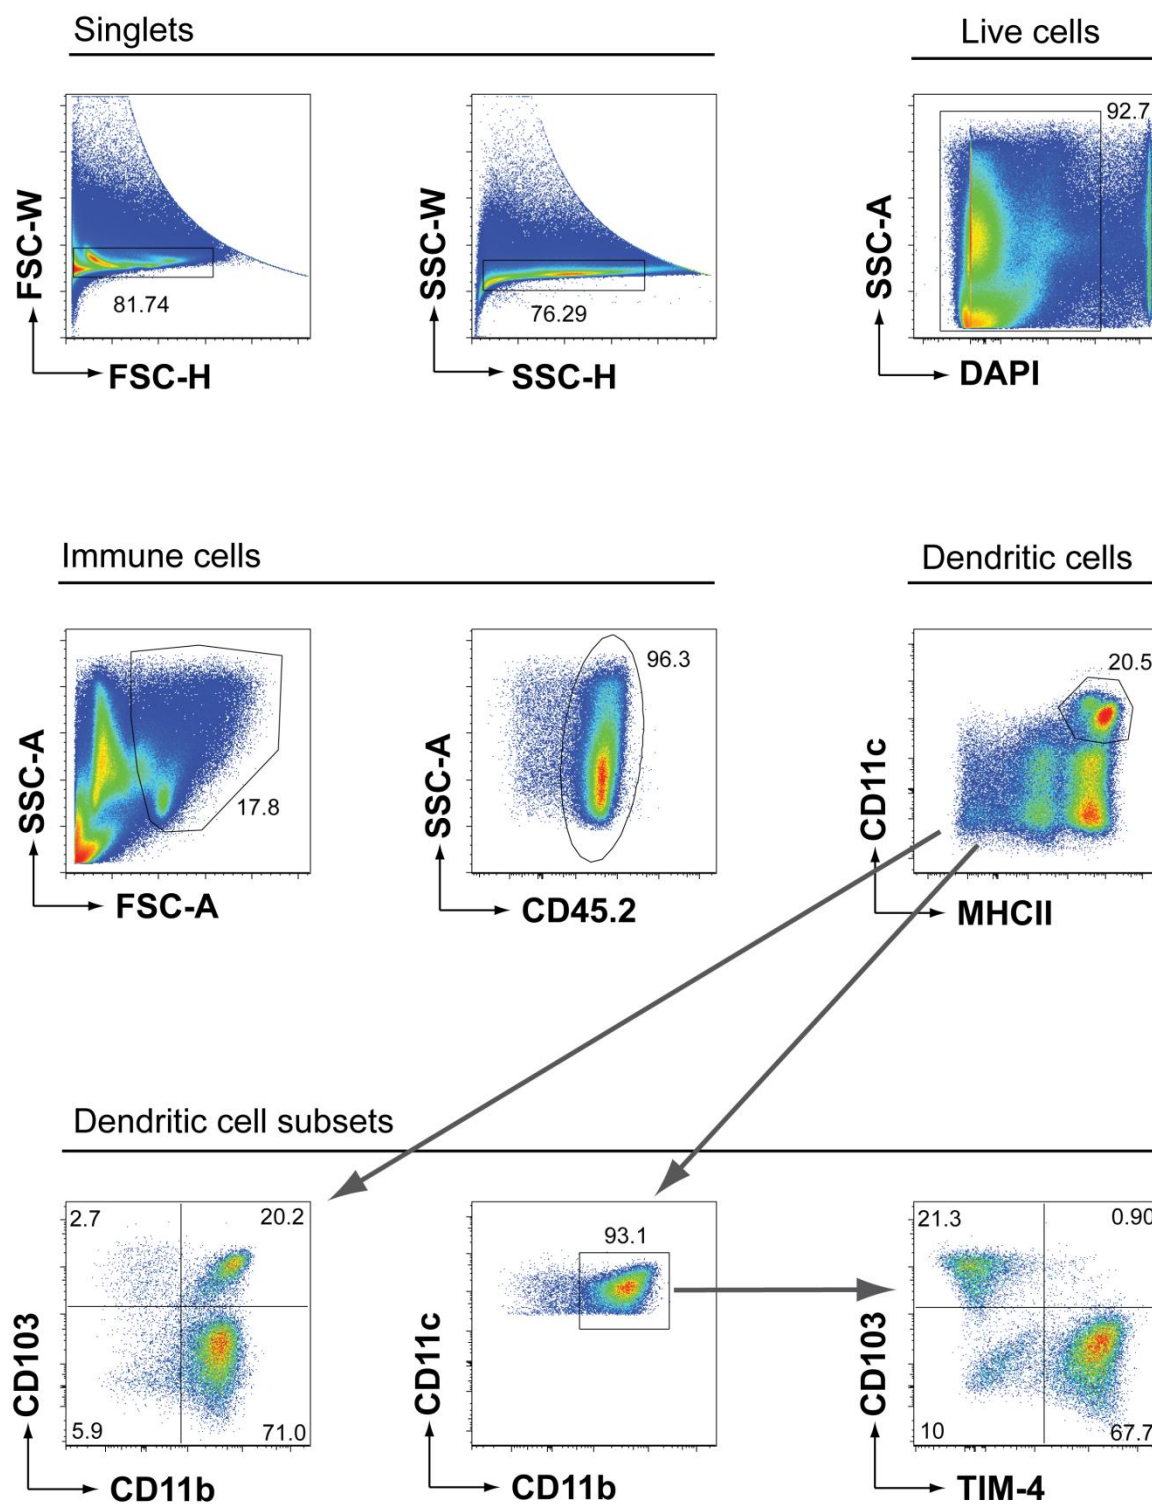 Singlets
Live cells
FSC-W
81.74
FSC-H
SSC-W
76.29
SSC-H
SSC-A
92.7
DAPI
Immune cells
Dendritic cells
SSC-A
17.8
FSC-A
SSC-A
96.3
CD45.2
CD11c
20.5
MHCII
Dendritic cell subsets
CD103
2.7
20.2
5.9
71.0
CD11b
CD11c
93.1
CD11b
CD103
21.3
0.90
10
67.7
TIM-4